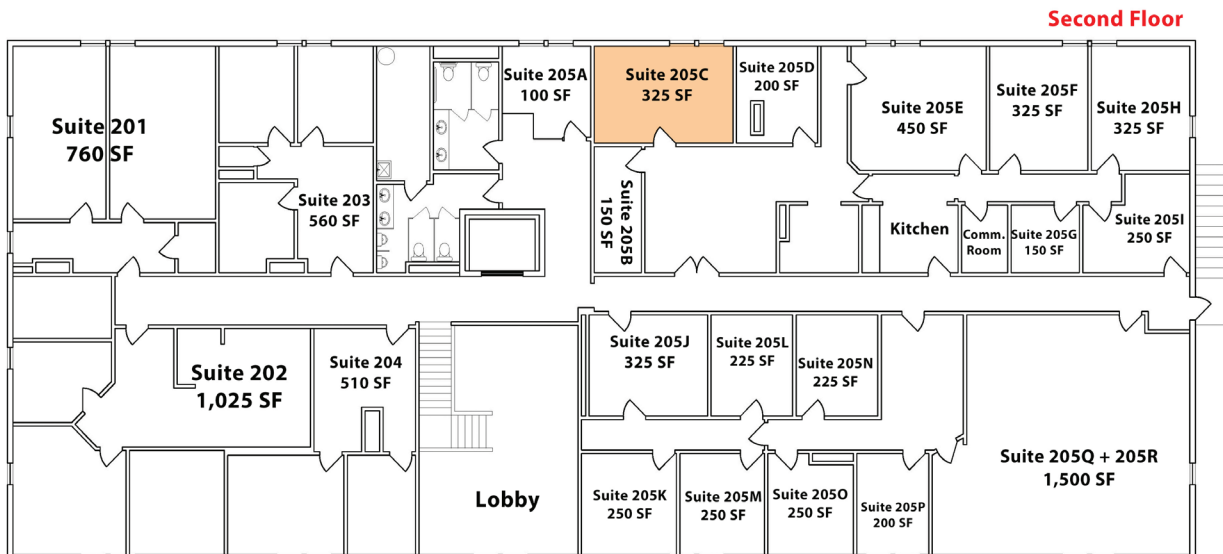 Second Floor
Suite 201
760 SF
Suite 203
560 SF
Suite 205A
100 SF
Suite 205C
325 SF
Suite 205D
200 SF
Suite 205E
450 SF
Suite 205F
325 SF
Suite 205H
325 SF
Suite 205B
150 SF
Kitchen
Comm.
Room
Suite 205G
150 SF
Suite 205I
250 SF
Suite 202
1,025 SF
Suite 204
510 SF
Lobby
Suite 205J
325 SF
Suite 205L
225 SF
Suite 205N
225 SF
Suite 205K
250 SF
Suite 205M
250 SF
Suite 205O
250 SF
Suite 205P
200 SF
Suite 205Q + 205R
1,500 SF